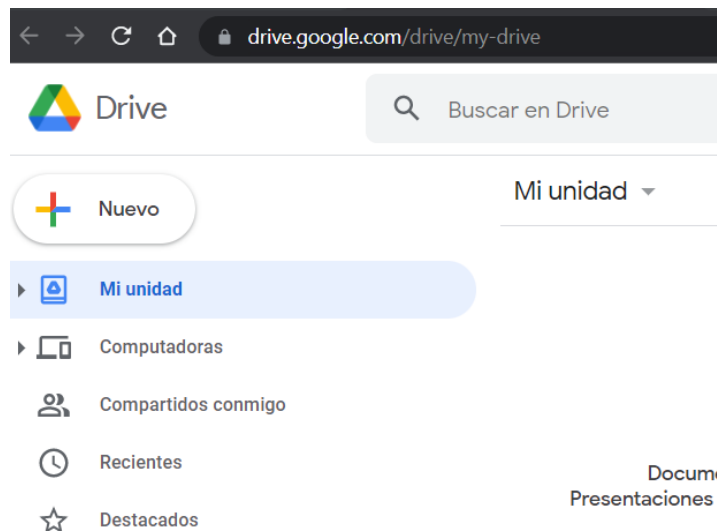 drive.google.com/drive/my-drive
Drive
Buscar en Drive
Nuevo
Mi unidad
Mi unidad
Computadoras
Compartidos conmigo
Recientes
Destacados
Docume
Presentaciones